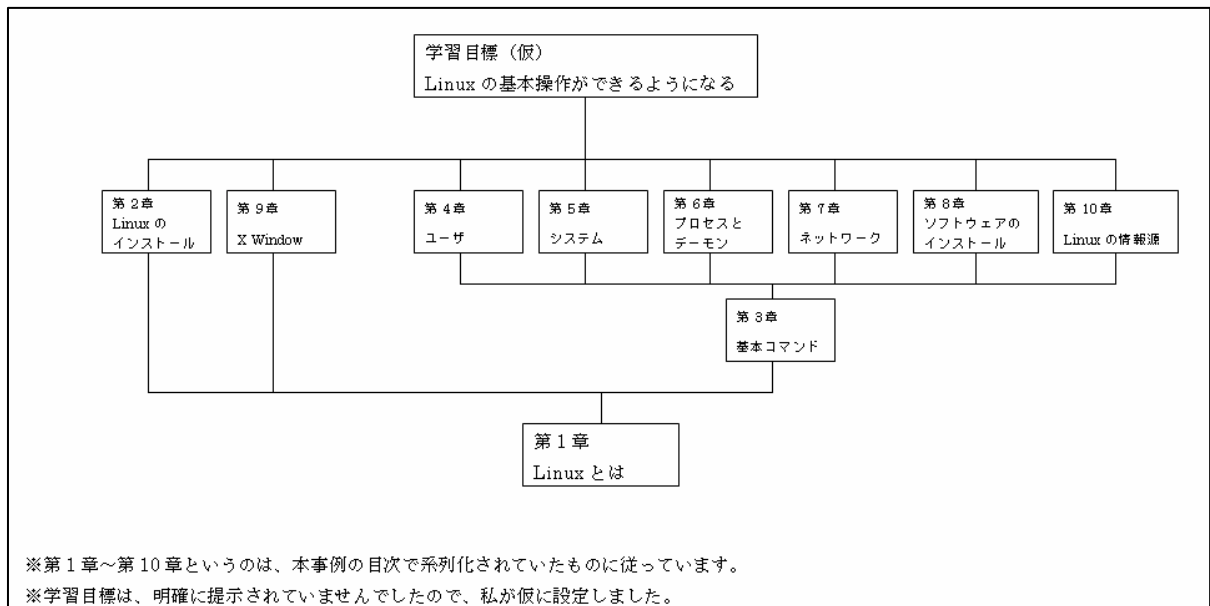 学習目標（仮）
Linux の基本操作ができるようになる
第 2 章
Linux の
インストール
第 9 章
X Window
第 4 章
ユーザ
第 5 章
システム
第 6 章
プロセスと
デーモン
第 7 章
ネットワーク
第 8 章
ソフトウェアの
インストール
第 10 章
Linux の情報源
第 3 章
基本コマンド
第 1 章
Linux とは
※第 1 章～第 10 章というのは、本事例の目次で系列化されていたものに従っています。
※学習目標は、明確に提示されていませんでしたので、私が仮に設定しました。